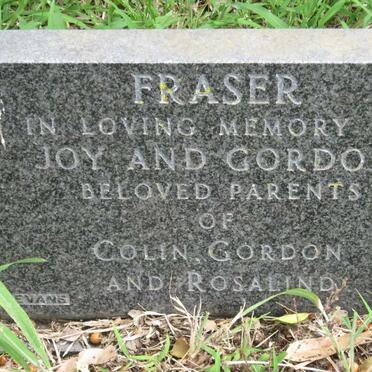 FRASER
IN LOVING MEMORY
JOY AND GORDO
BELOVED PARENTS
OF
COLIN, GORDON
AND ROSALIND
EVANS